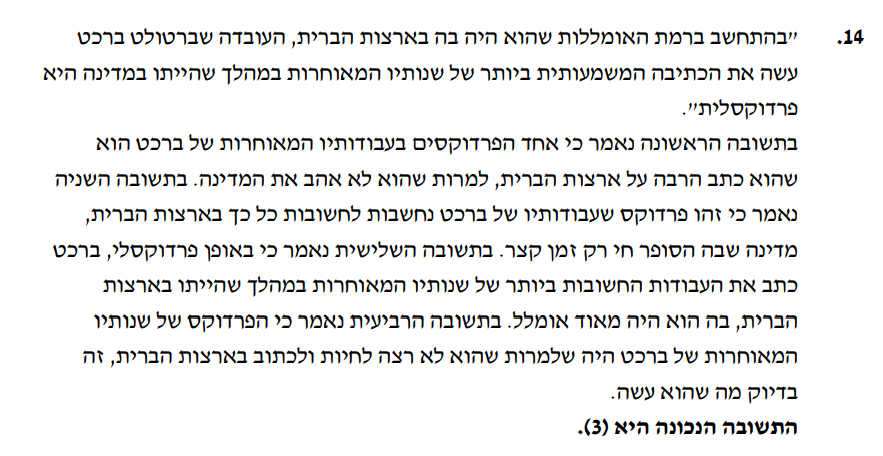 14. "בהתחשב ברמת האומללות שהוא היה בה בארצות הברית, העובדה שברטולט ברכט
עשה את הכתיבה המשמעותית ביותר של שנותיו המאוחרות במהלך שהייתו במדינה היא
פרדוקסלית".
בתשובה הראשונה נאמר כי אחד הפרדוקסים בעבודותיו המאוחרות של ברכט הוא
שהוא כתב הרבה על ארצות הברית, למרות שהוא לא אהב את המדינה. בתשובה השניה
נאמר כי זהו פרדוקס שעבודותיו של ברכט נחשבות לחשובות כל כך בארצות הברית,
מדינה שבה הסופר חי רק זמן קצר. בתשובה השלישית נאמר כי באופן פרדוקסלי, ברכט
כתב את העבודות החשובות ביותר של שנותיו המאוחרות במהלך שהייתו בארצות
הברית, בה הוא היה מאוד אומלל. בתשובה הרביעית נאמר כי הפרדוקס של שנותיו
המאוחרות של ברכט היה שלמרות שהוא לא רצה לחיות ולכתוב בארצות הברית, זה
בדיוק מה שהוא עשה.
התשובה הנכונה היא (3).